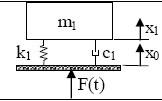 m₁
x₁
k₁ c₁ x₀
F(t)